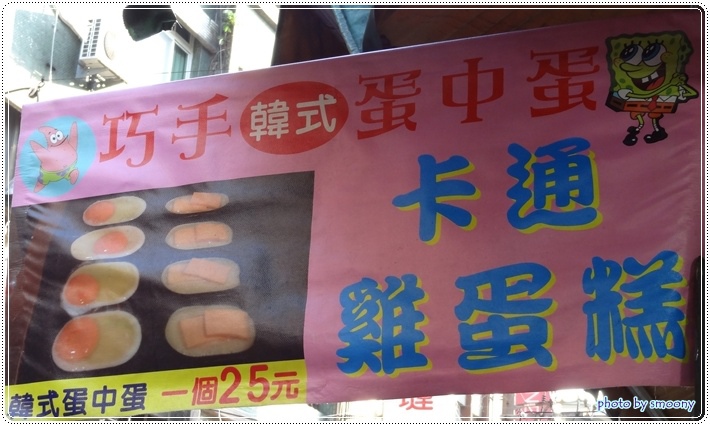 巧手韓式蛋中蛋
卡通
雞蛋糕
韓式蛋中蛋 一個25元
photo by smoony